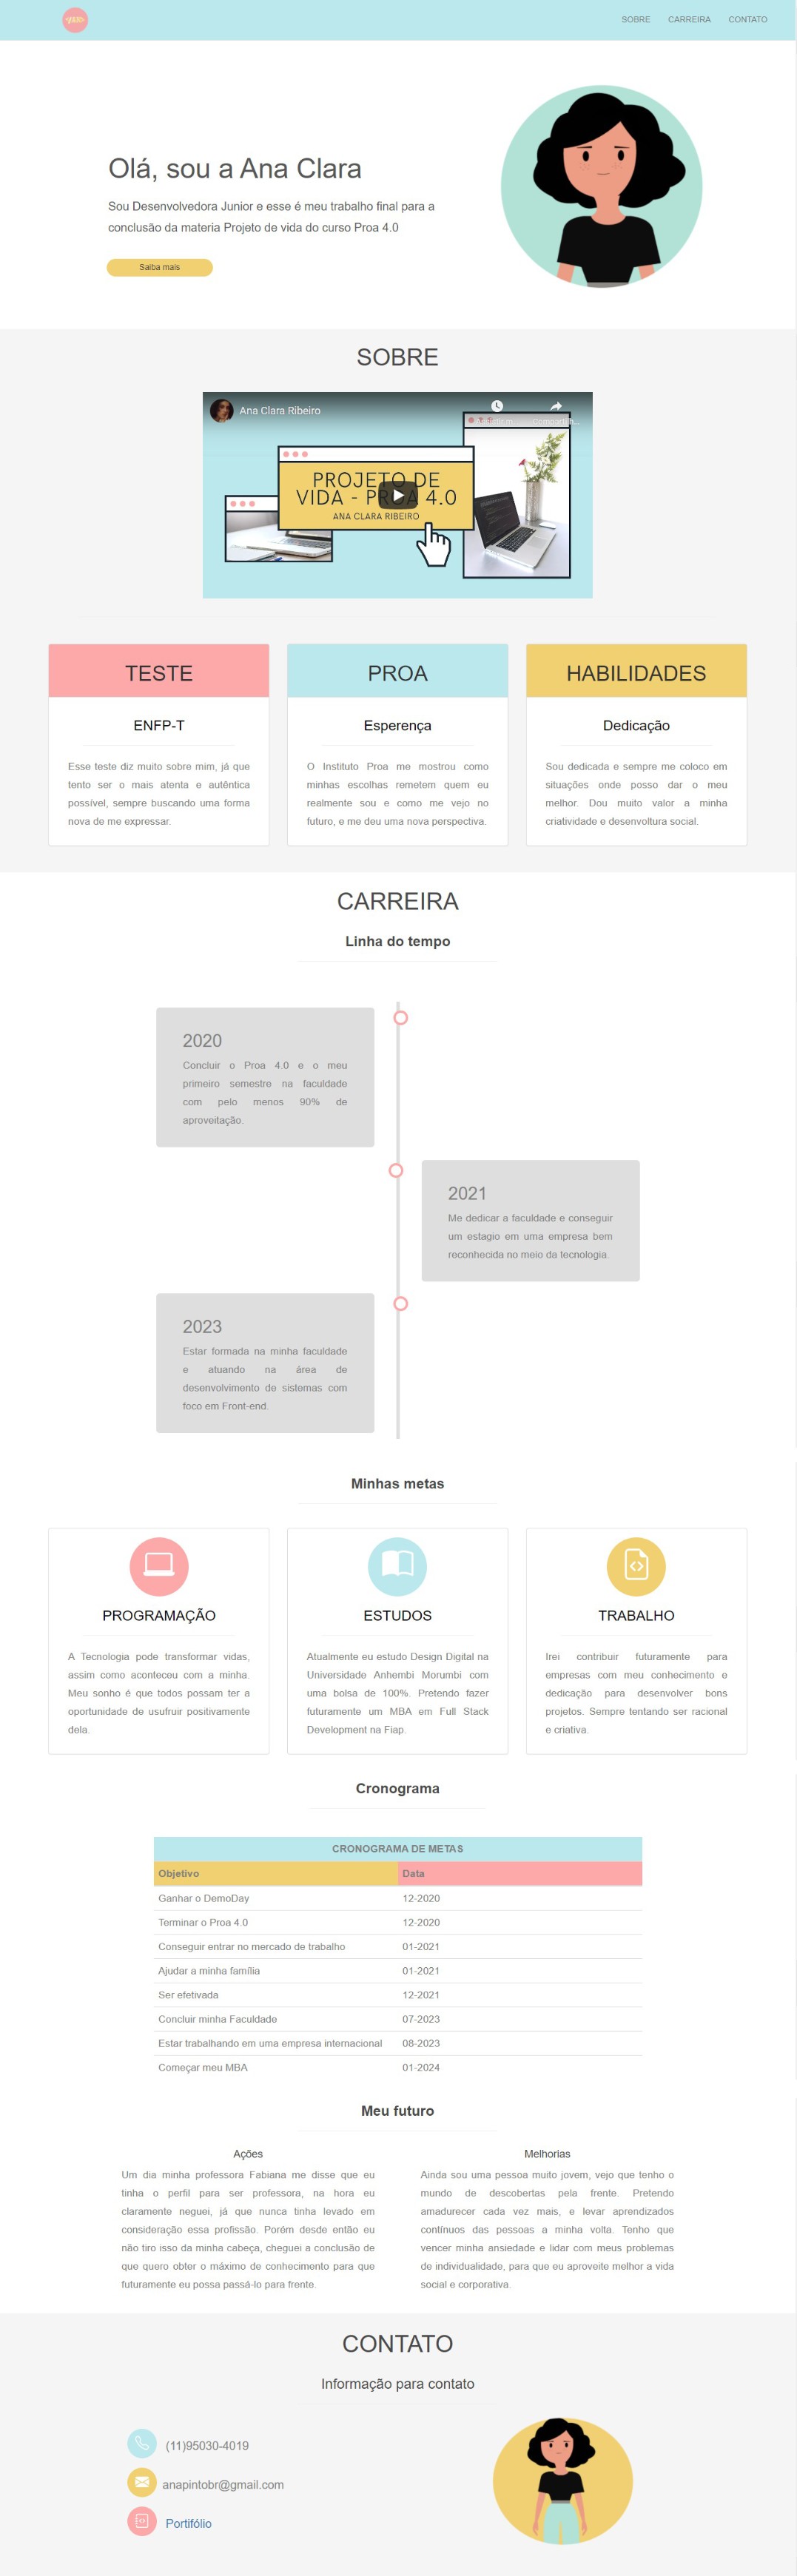 Hello
SOBRE CARREIRA CONTATO
Olá, sou a Ana Clara
Sou Desenvolvedora Junior e esse é meu trabalho final para a
conclusão da materia Projeto de vida do curso Proa 4.0
Saiba mais
SOBRE
Ana Clara Ribeiro
PROJETO DE
VIDA - PROA 4.0
ANA CLARA RIBEIRO
TESTE
ENFP-T
Esse teste diz muito sobre mim, já que
tento ser o mais atenta e autêntica
possível, sempre buscando uma forma
nova de me expressar.
PROA
Esperença
O Instituto Proa me mostrou como
minhas escolhas remetem quem eu
realmente sou e como me vejo no
futuro, e me deu uma nova perspectiva.
HABILIDADES
Dedicação
Sou dedicada e sempre me coloco em
situações onde posso dar o meu
melhor. Dou muito valor a minha
criatividade e desenvoltura social.
CARREIRA
Linha do tempo
2020
Concluir o Proa 4.0 e o meu
primeiro semestre na faculdade
com pelo menos 90% de
aproveitação.
2021
Me dedicar a faculdade e conseguir
um estagio em uma empresa bem
reconhecida no meio da tecnologia.
2023
Estar formada na minha faculdade
e atuando na área de
desenvolvimento de sistemas com
foco em Front-end.
Minhas metas
PROGRAMAÇÃO
A Tecnologia pode transformar vidas,
assim como aconteceu com a minha.
Meu sonho é que todos possam ter a
oportunidade de usufruir positivamente
dela.
ESTUDOS
Atualmente eu estudo Design Digital na
Universidade Anhembi Morumbi com
uma bolsa de 100%. Pretendo fazer
futuramente um MBA em Full Stack
Development na Fiap.
TRABALHO
Irei contribuir futuramente para
empresas com meu conhecimento e
dedicação para desenvolver bons
projetos. Sempre tentando ser racional
e criativa.
Cronograma
CRONOGRAMA DE METAS
Objetivo Data
Ganhar o DemoDay 12-2020
Terminar o Proa 4.0 12-2020
Conseguir entrar no mercado de trabalho 01-2021
Ajudar a minha família 01-2021
Ser efetivada 12-2021
Concluir minha Faculdade 07-2023
Estar trabalhando em uma empresa internacional 08-2023
Começar meu MBA 01-2024
Meu futuro
Ações
Um dia minha professora Fabiana me disse que eu
tinha o perfil para ser professora, na hora eu
claramente neguei, já que nunca tinha levado em
consideração essa profissão. Porém desde então eu
não tiro isso da minha cabeça, cheguei a conclusão de
que quero obter o máximo de conhecimento para que
futuramente eu possa passá-lo para frente.
Melhorias
Ainda sou uma pessoa muito jovem, vejo que tenho o
mundo de descobertas pela frente. Pretendo
amadurecer cada vez mais, e levar aprendizados
contínuos das pessoas a minha volta. Tenho que
vencer minha ansiedade e lidar com meus problemas
de individualidade, para que eu aproveite melhor a vida
social e corporativa.
CONTATO
Informação para contato
(11)95030-4019
anapintobr@gmail.com
Portifólio